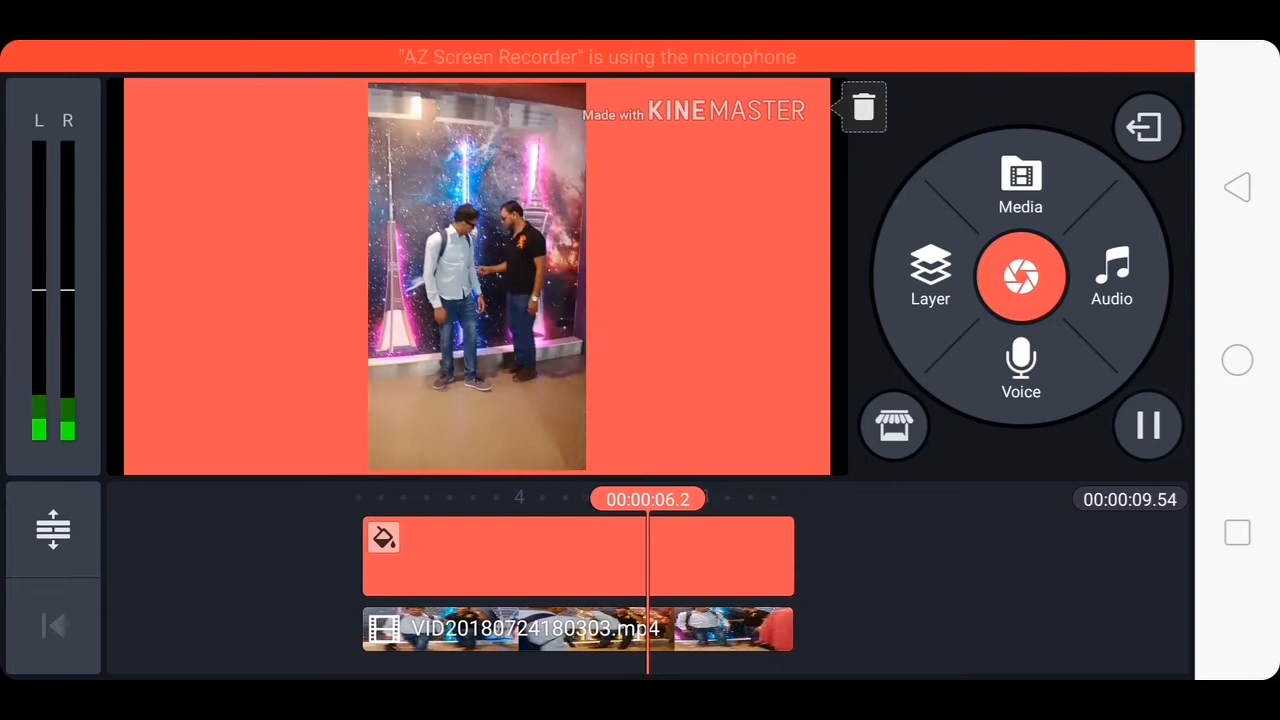 "AZ Screen Recorder" is using the microphone
L R
Made with KINEMASTER
Media
Layer
Audio
Voice
4
00:00:06.2
00:00:09.54
VID20180724180303.mp4